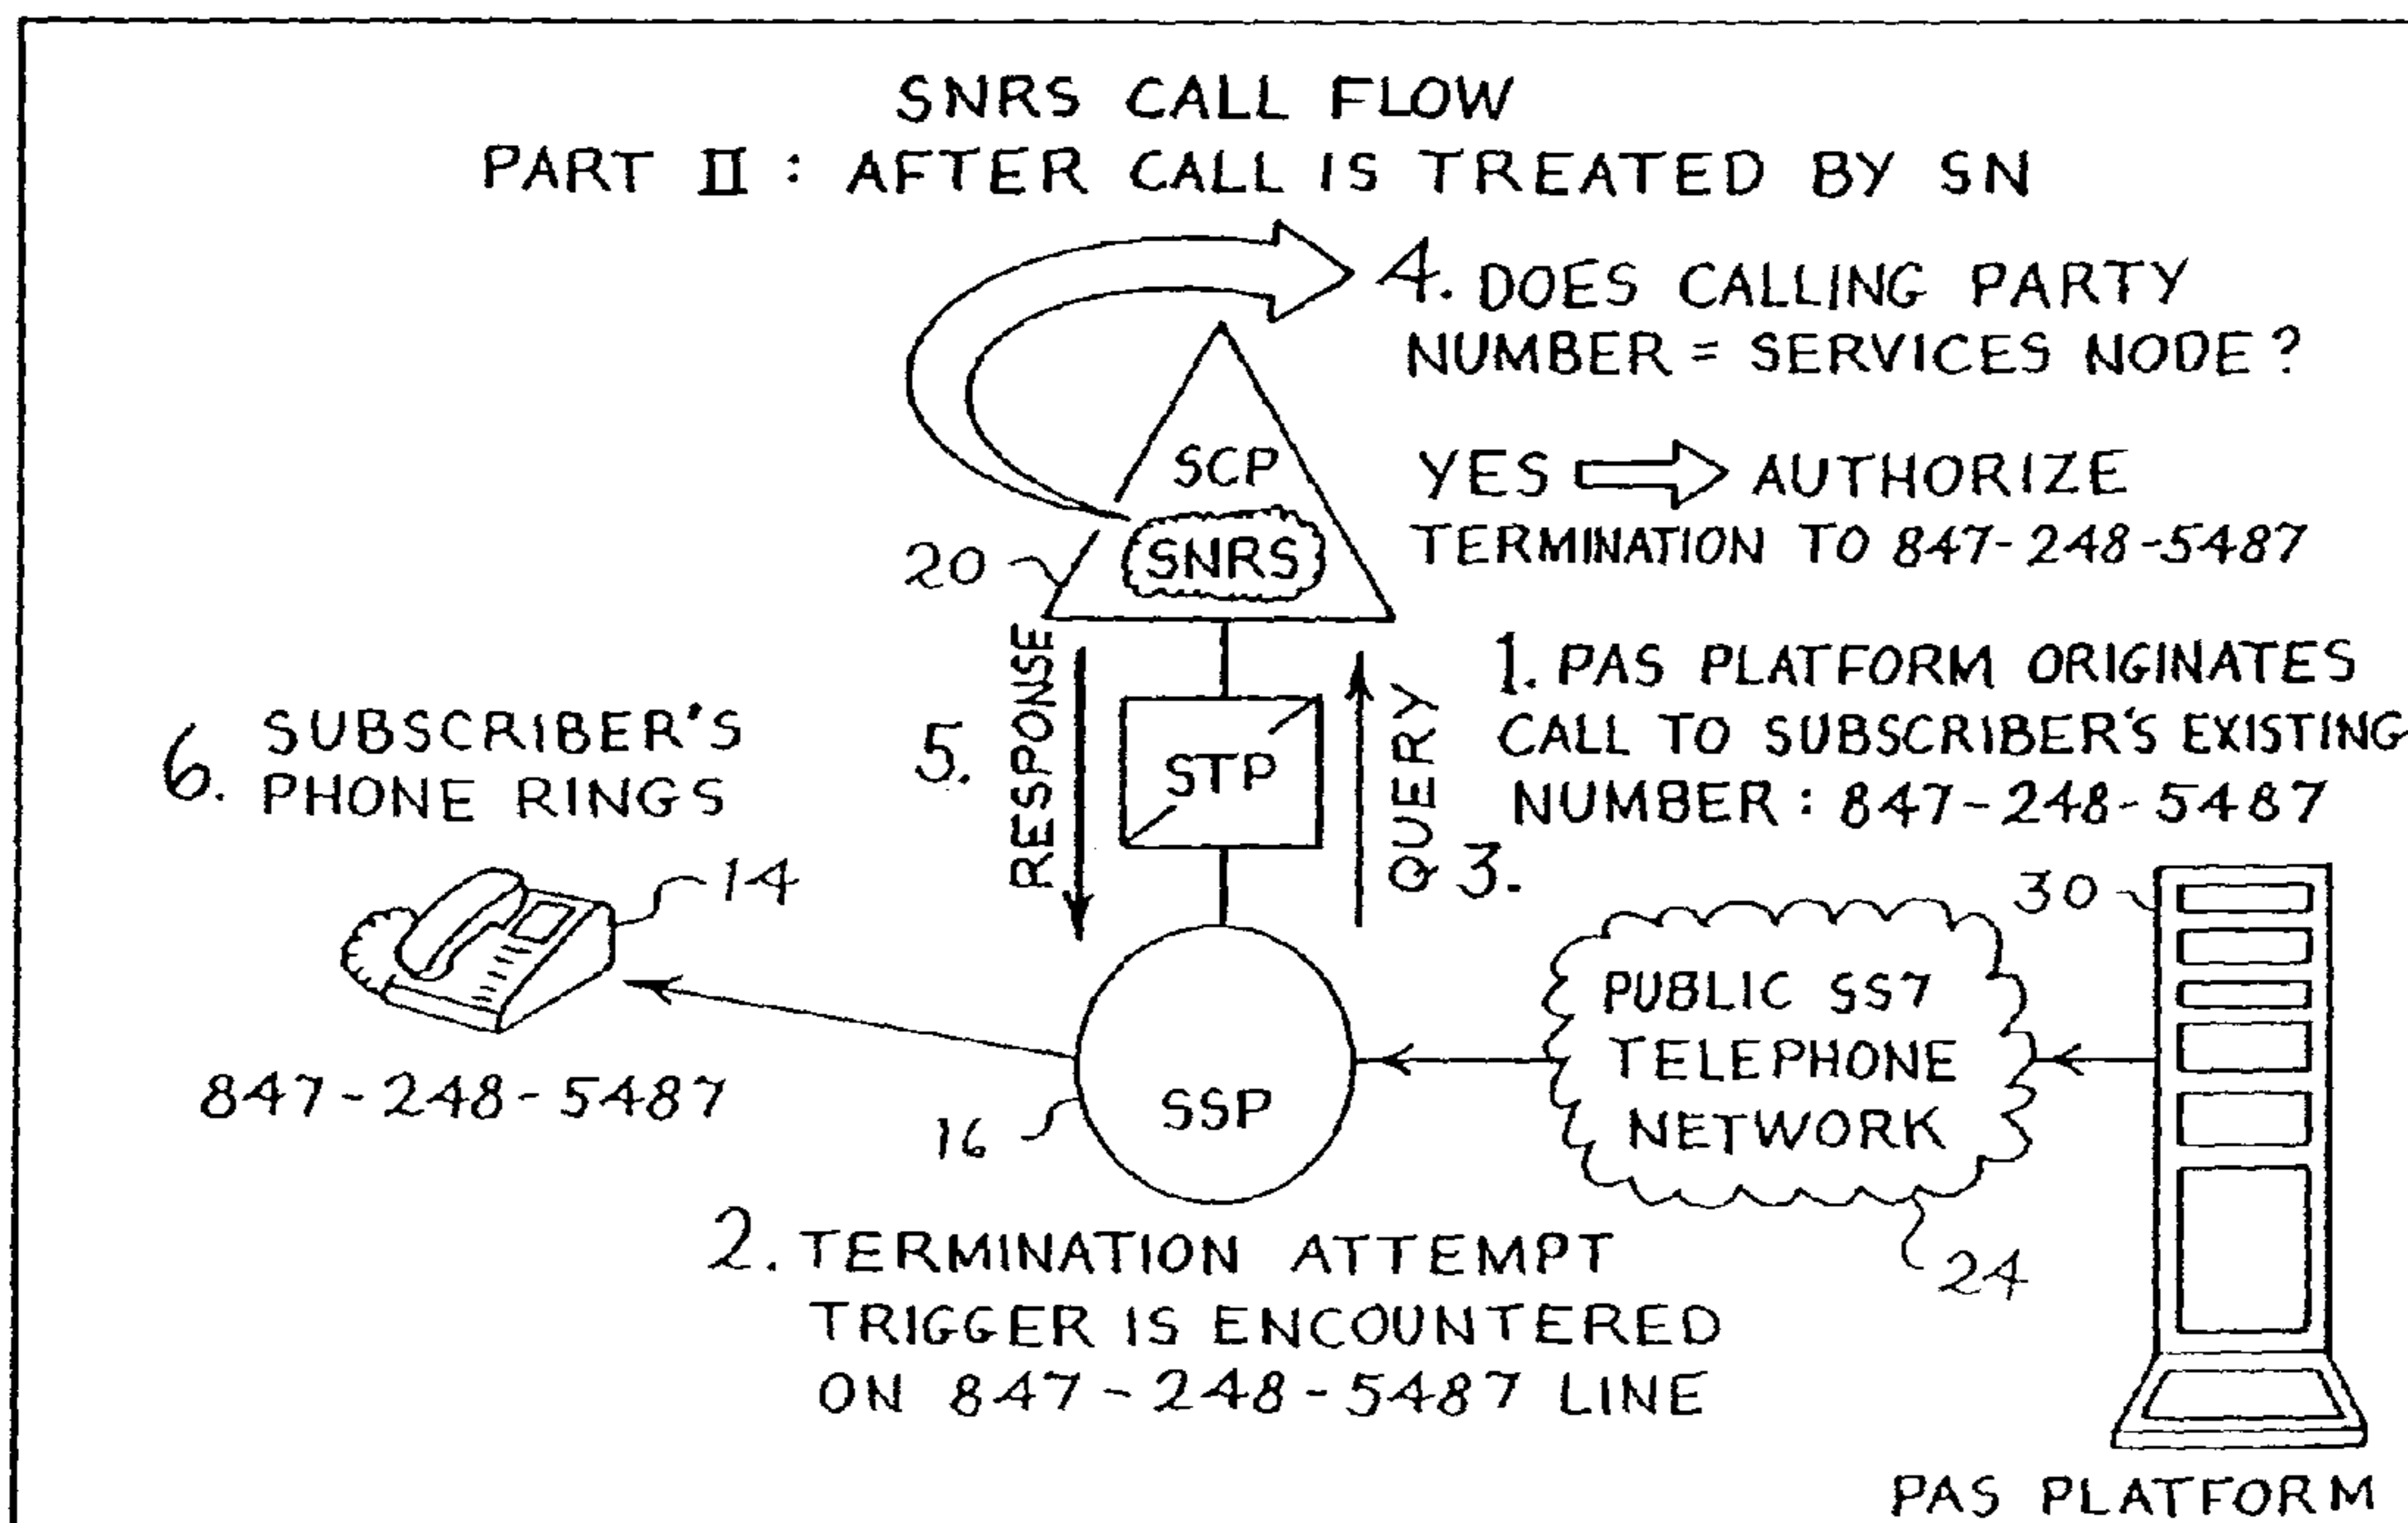 SNRS CALL FLOW
PART II : AFTER CALL IS TREATED BY SN
4. DOES CALLING PARTY
NUMBER = SERVICES NODE?
SCP
SNRS
20
YES AUTHORIZE
TERMINATION TO 847-248-5487
1. PAS PLATFORM ORIGINATES
CALL TO SUBSCRIBER'S EXISTING
NUMBER : 847-248-5487
6. SUBSCRIBER'S
PHONE RINGS
5. RESPONSE
STP
QUERY 3.
14
30
847-248-5487
SSP
16
PUBLIC SS7
TELEPHONE
NETWORK
24
2. TERMINATION ATTEMPT
TRIGGER IS ENCOUNTERED
ON 847-248-5487 LINE
PAS PLATFORM